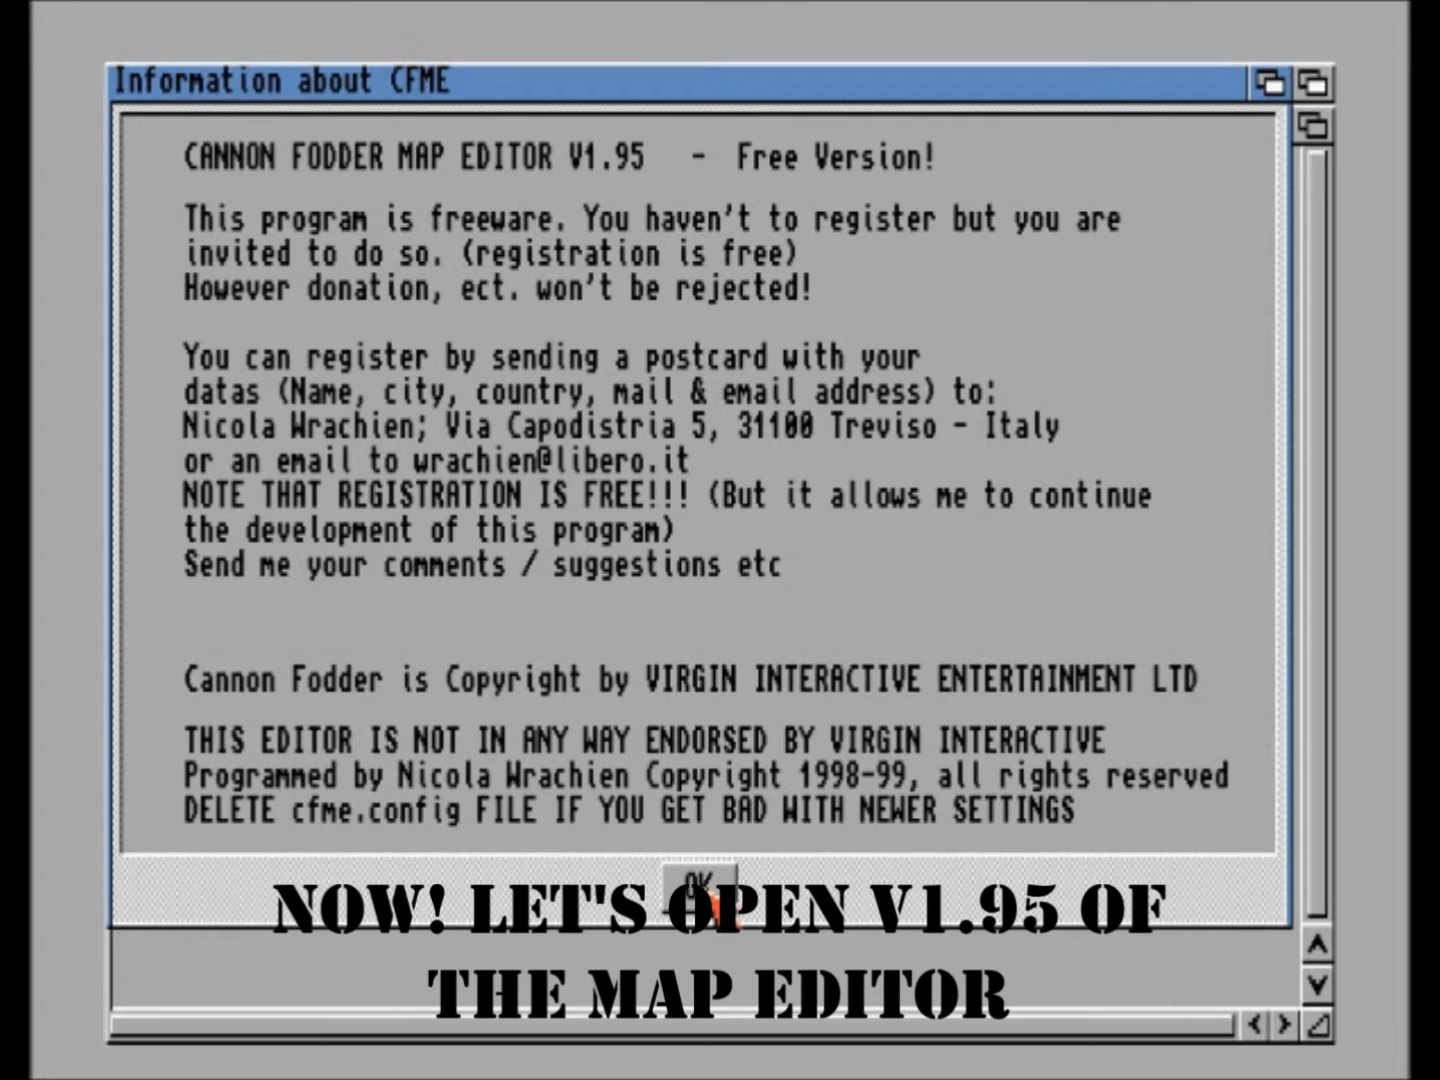 Information about CFME
CANNON FODDER MAP EDITOR V1.95 - Free Version!
This program is freeware. You haven't to register but you are
invited to do so. (registration is free)
However donation, ect. won't be rejected!
You can register by sending a postcard with your
datas (Name, city, country, mail & email address) to:
Nicola Wrachien; Via Capodistria 5, 31100 Treviso - Italy
or an email to wrachien@libero.it
NOTE THAT REGISTRATION IS FREE!!! (But it allows me to continue
the development of this program)
Send me your comments / suggestions etc
Cannon Fodder is Copyright by VIRGIN INTERACTIVE ENTERTAINMENT LTD
THIS EDITOR IS NOT IN ANY WAY ENDORSED BY VIRGIN INTERACTIVE
Programmed by Nicola Wrachien Copyright 1998-99, all rights reserved
DELETE cfme.config FILE IF YOU GET BAD WITH NEWER SETTINGS
OK
NOW! LET'S OPEN V1.95 OF
THE MAP EDITOR